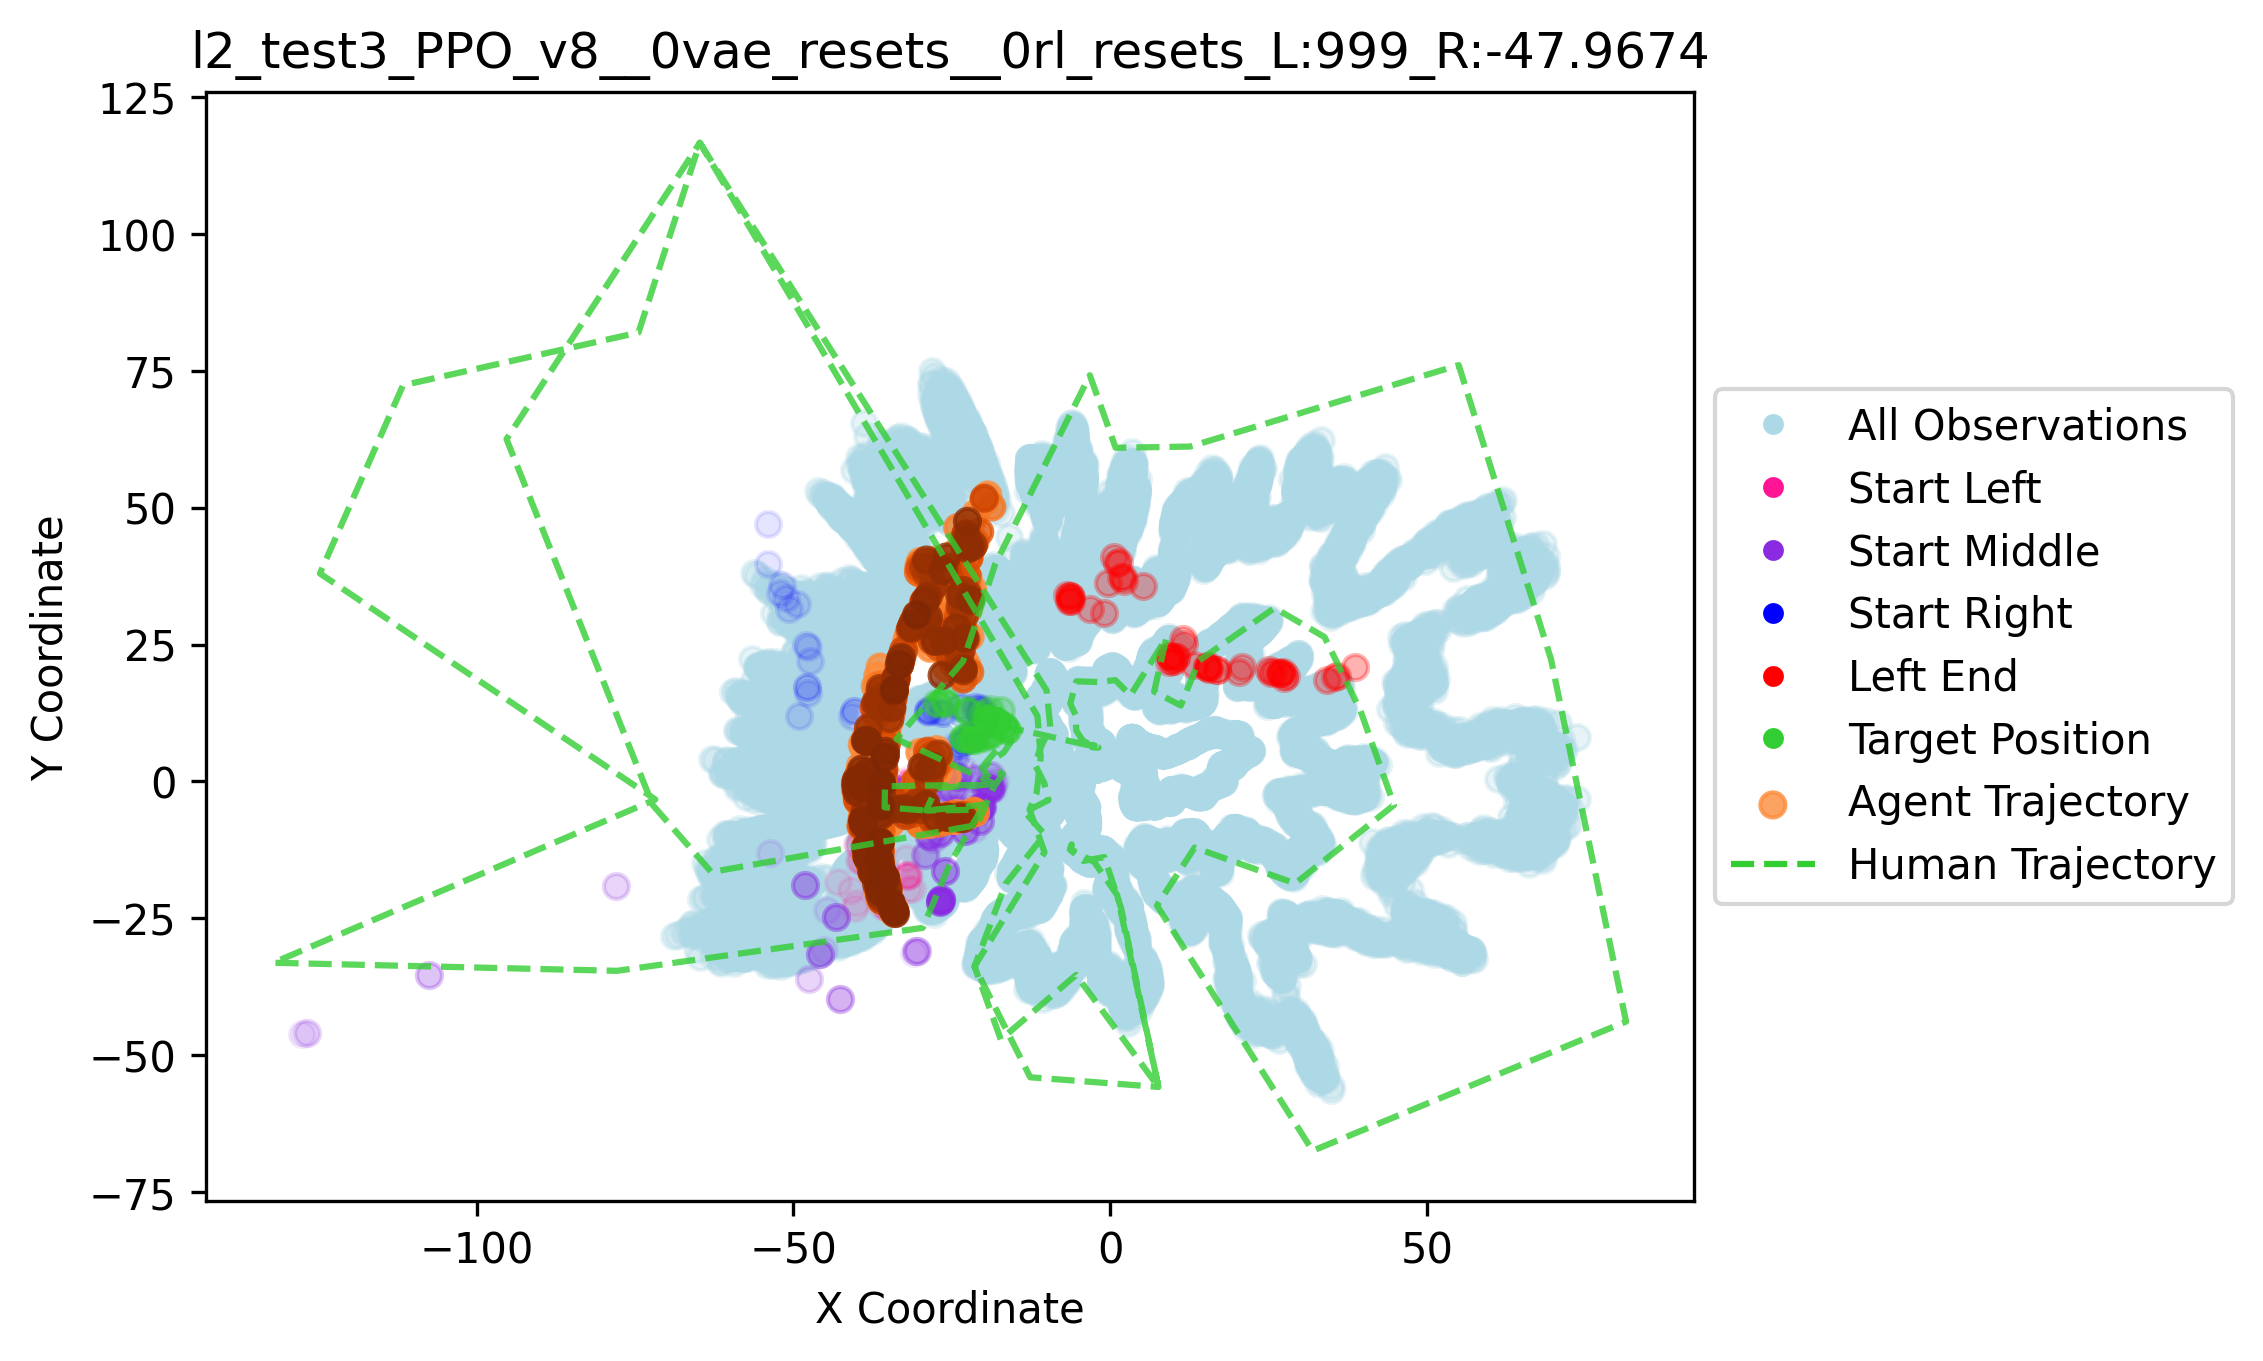 l2_test3_PPO_v8__0vae_resets__0rl_resets_L:999_R:-47.9674
125
100
75
50
25
0
−25
−50
−75
Y Coordinate
−100
−50
0
50
X Coordinate
All Observations
Start Left
Start Middle
Start Right
Left End
Target Position
Agent Trajectory
Human Trajectory